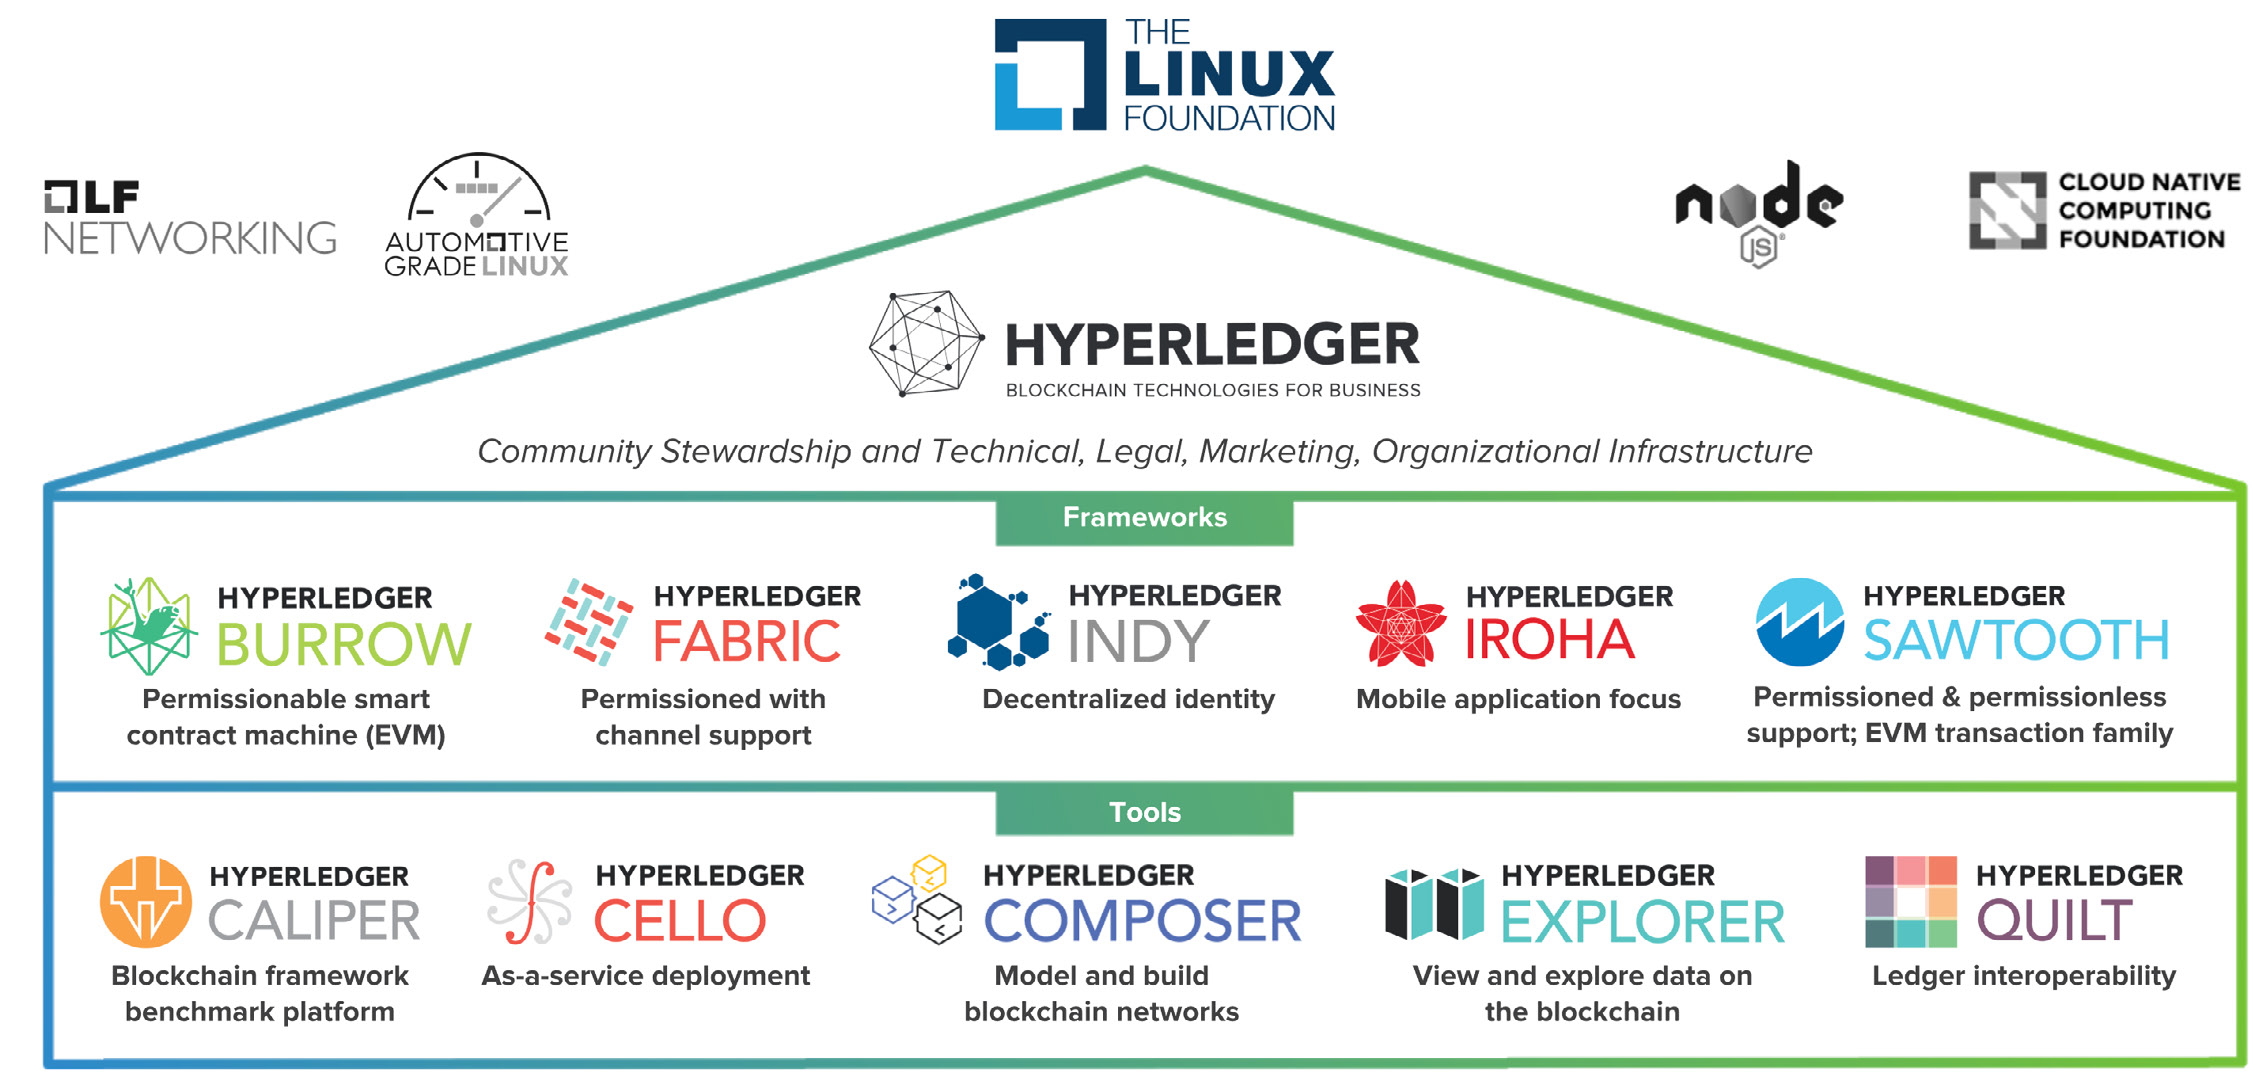 THE
LINUX
FOUNDATION
LF
NETWORKING
AUTOMOTIVE
GRADE LINUX
node
JS
CLOUD NATIVE
COMPUTING
FOUNDATION
HYPERLEDGER
BLOCKCHAIN TECHNOLOGIES FOR BUSINESS
Community Stewardship and Technical, Legal, Marketing, Organizational Infrastructure
Frameworks
HYPERLEDGER
BURROW
Permissionable smart
contract machine (EVM)
HYPERLEDGER
FABRIC
Permissioned with
channel support
HYPERLEDGER
INDY
Decentralized identity
HYPERLEDGER
IROHA
Mobile application focus
HYPERLEDGER
SAWTOOTH
Permissioned & permissionless
support; EVM transaction family
Tools
HYPERLEDGER
CALIPER
Blockchain framework
benchmark platform
HYPERLEDGER
CELLO
As-a-service deployment
HYPERLEDGER
COMPOSER
Model and build
blockchain networks
HYPERLEDGER
EXPLORER
View and explore data on
the blockchain
HYPERLEDGER
QUILT
Ledger interoperability